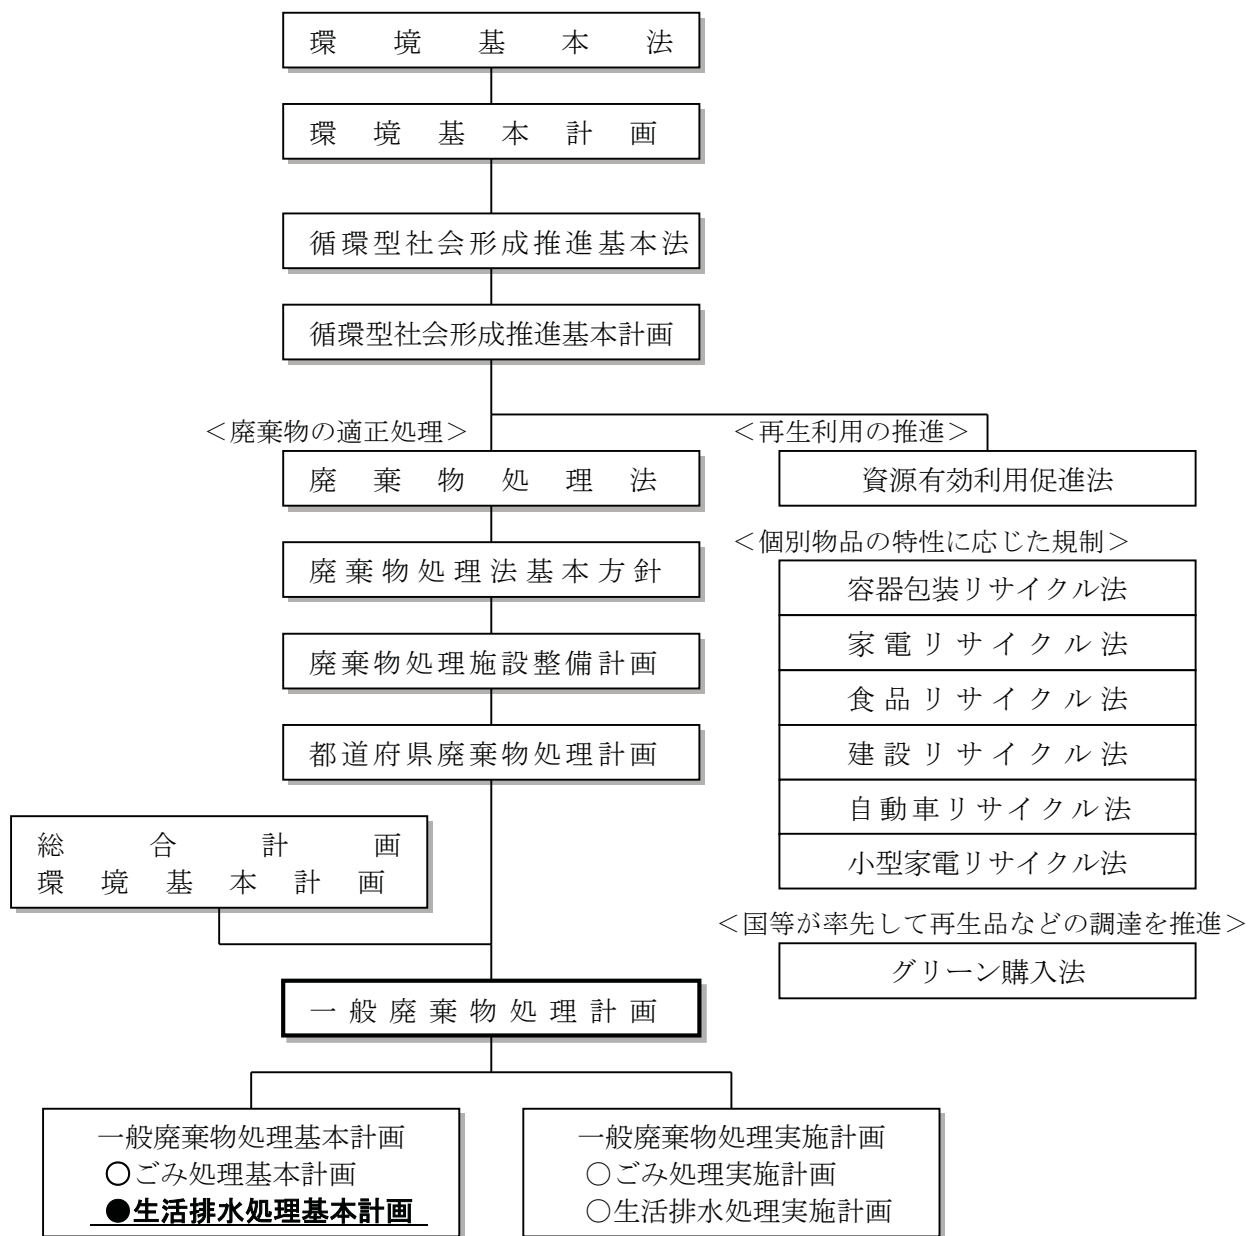 環境基本法
環境基本計画
循環型社会形成推進基本法
循環型社会形成推進基本計画
＜廃棄物の適正処理＞
廃棄物処理法
廃棄物処理法基本方針
廃棄物処理施設整備計画
都道府県廃棄物処理計画
総合計画
環境基本計画
＜再生利用の推進＞
資源有効利用促進法
＜個別物品の特性に応じた規制＞
容器包装リサイクル法
家電リサイクル法
食品リサイクル法
建設リサイクル法
自動車リサイクル法
小型家電リサイクル法
＜国等が率先して再生品などの調達を推進＞
グリーン購入法
一般廃棄物処理計画
一般廃棄物処理基本計画
○ごみ処理基本計画
●生活排水処理基本計画
一般廃棄物処理実施計画
○ごみ処理実施計画
○生活排水処理実施計画